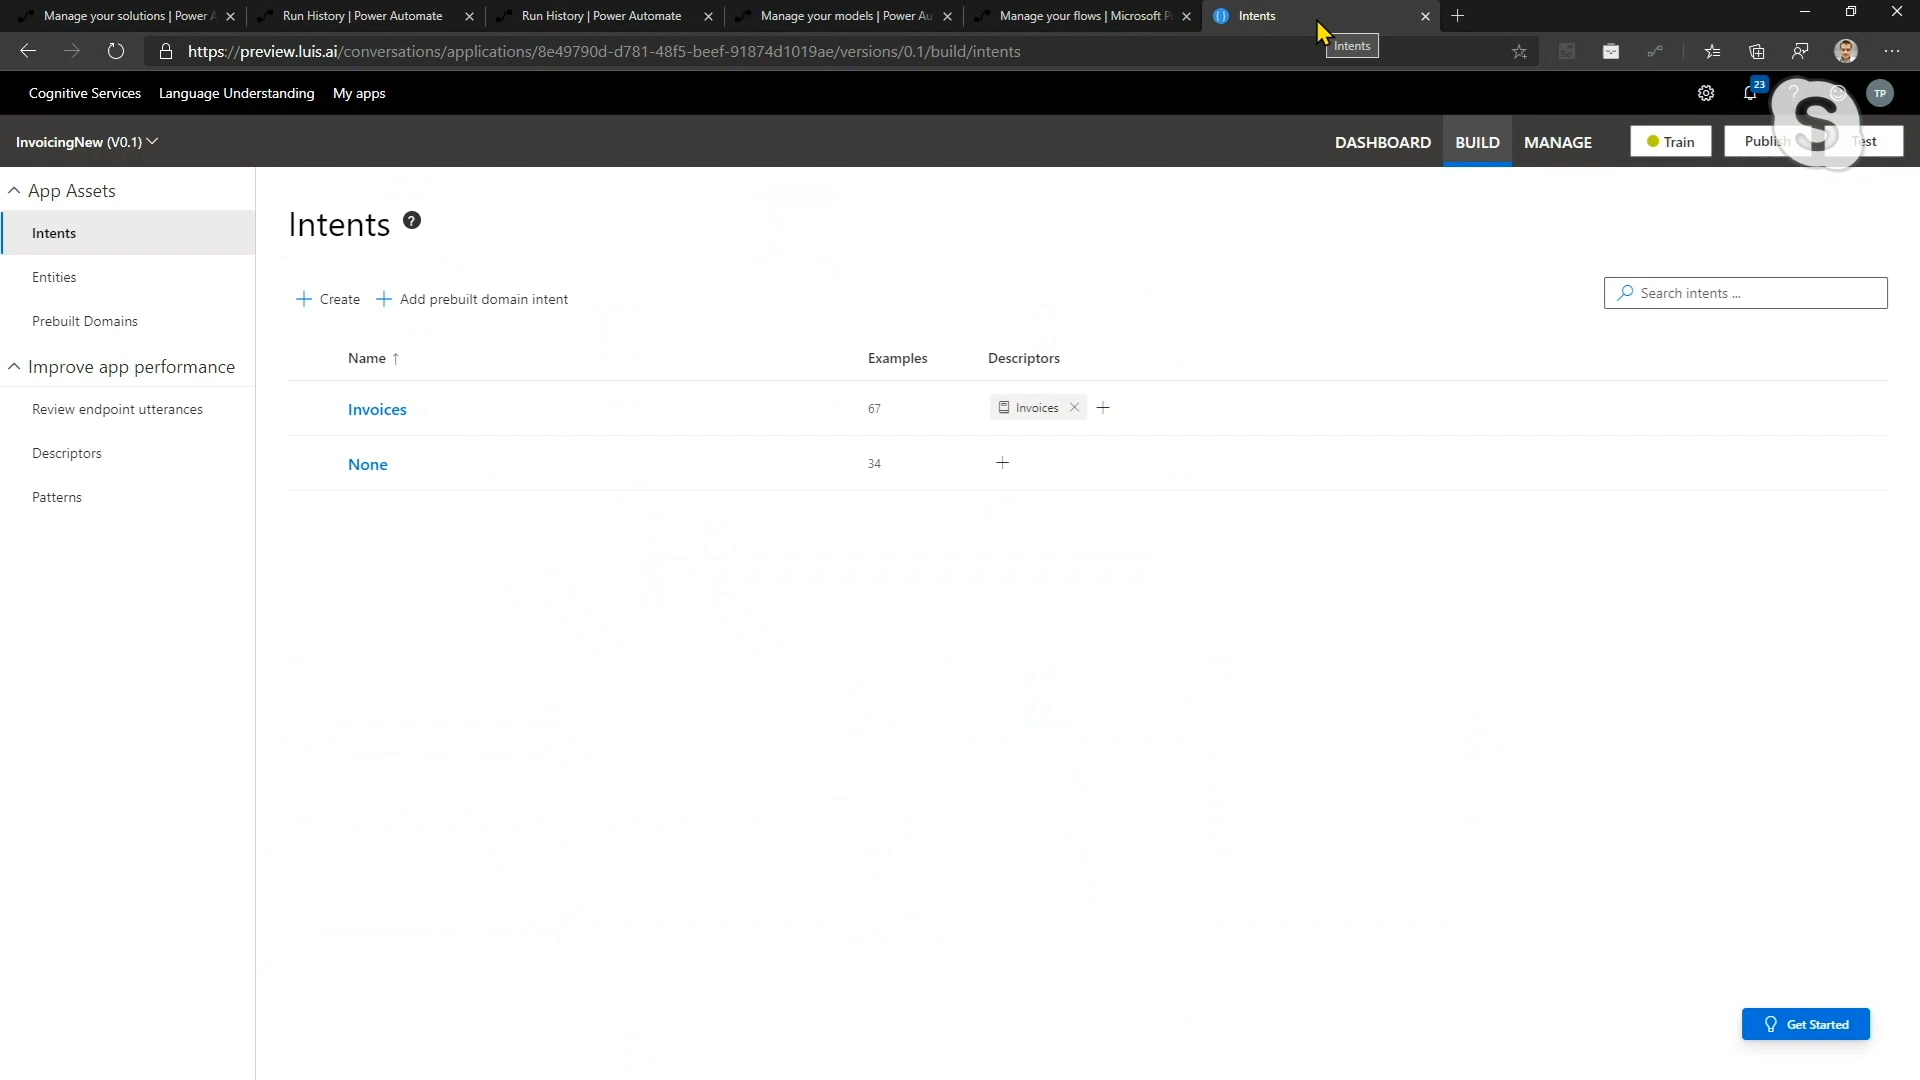 Manage your solutions | Power A
Run History | Power Automate
Run History | Power Automate
Manage your models | Power Au
Manage your flows | Microsoft P
Intents
Intents
https://preview.luis.ai/conversations/applications/8e49790d-d781-48f5-beef-91874d1019ae/versions/0.1/build/intents
Cognitive Services
Language Understanding
My apps
23
?
TP
InvoicingNew (V0.1)
DASHBOARD
BUILD
MANAGE
Train
Publish
Test
App Assets
Intents
Entities
Prebuilt Domains
Improve app performance
Review endpoint utterances
Descriptors
Patterns
Intents ?
Create
Add prebuilt domain intent
Search intents ...
Name ↑
Examples
Descriptors
Invoices
67
Invoices
None
34
Get Started